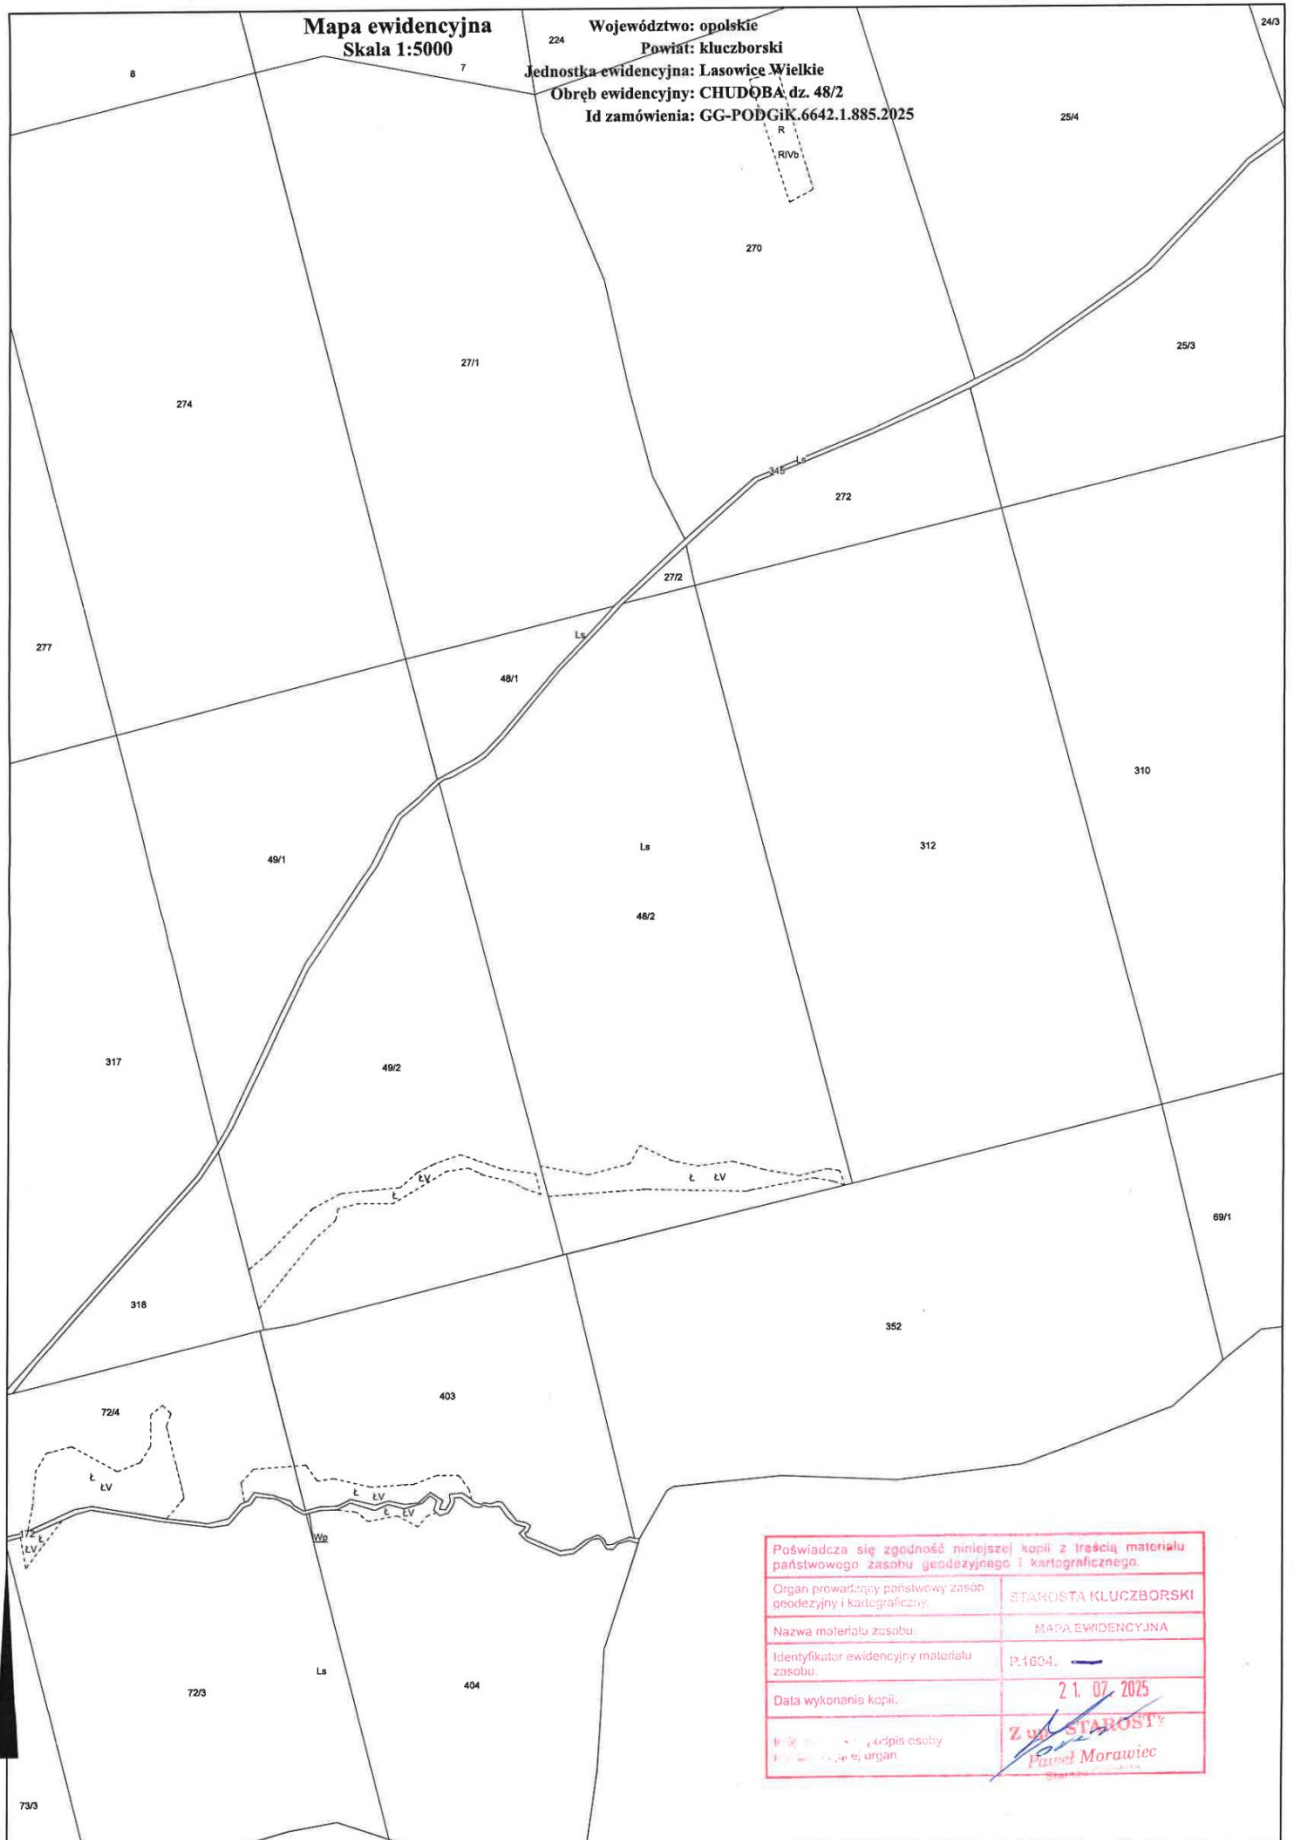 Mapa ewidencyjna
Skala 1:5000
Województwo: opolskie
Powiat: kluczborski
Jednostka ewidencyjna: Lasowice Wielkie
Obręb ewidencyjny: CHUDOBA dz. 48/2
Id zamówienia: GG-PODGiK.6642.1.885.2025
24/3
224
8
7
25/4
R
RIVb
270
25/3
27/1
274
Ls
345
272
27/2
Ls
277
48/1
310
Ls
312
49/1
48/2
317
49/2
Ł ŁV
Ł ŁV
69/1
318
352
403
72/4
Ł
ŁV
Ł ŁV
Ł ŁV
172
Ł
ŁV
Wp
Ls
72/3
404
73/3
Poświadcza się zgodność niniejszej kopii z treścią materiału
państwowego zasobu geodezyjnego i kartograficznego.
Organ prowadzący państwowy zasób
geodezyjny i kartograficzny.
STAROSTA KLUCZBORSKI
Nazwa materiału zasobu.
MAPA EWIDENCYJNA
Identyfikator ewidencyjny materiału
zasobu.
P.1604.
Data wykonania kopii.
21. 07. 2025
podpis osoby
organ
Z up. STAROSTY
Paweł Morawiec